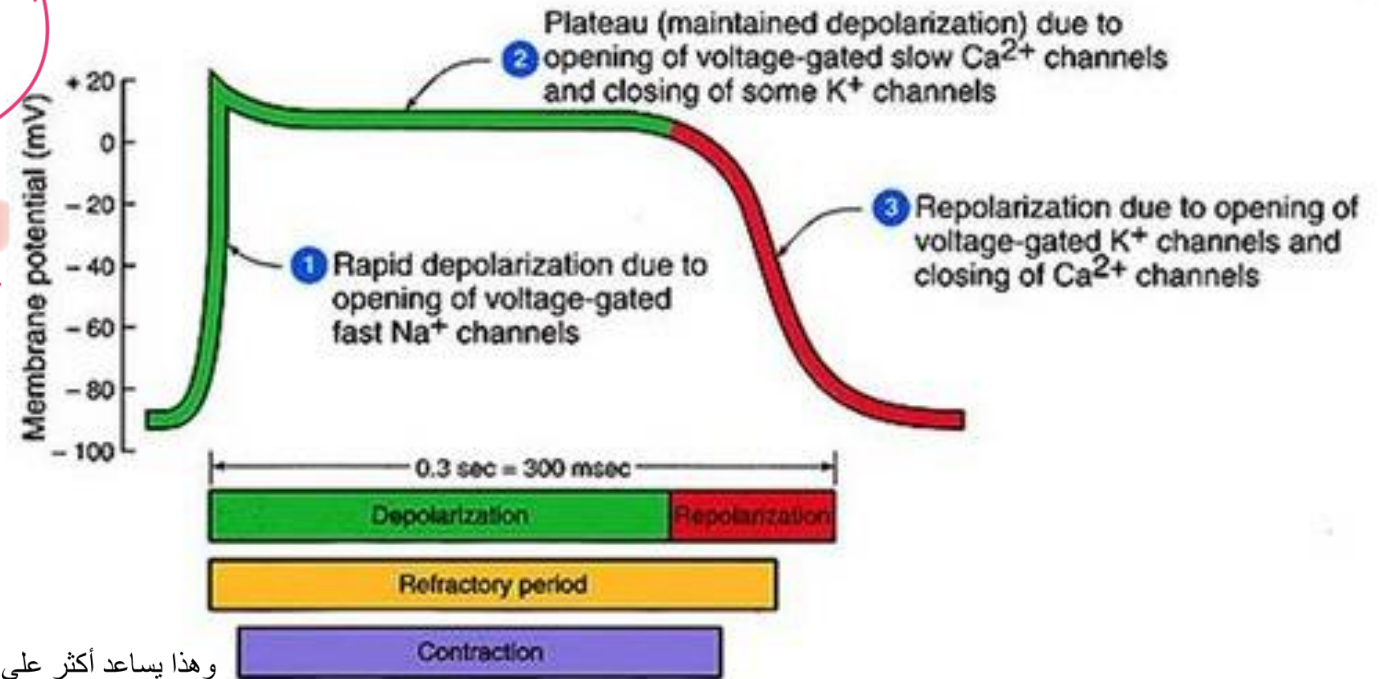 Plateau (maintained depolarization) due to
2 opening of voltage-gated slow Ca2+ channels
and closing of some K+ channels
Membrane potential (mV)
+ 20
0
– 20
– 40
– 60
– 80
– 100
1 Rapid depolarization due to
opening of voltage-gated
fast Na+ channels
3 Repolarization due to opening of
voltage-gated K+ channels and
closing of Ca2+ channels
0.3 sec = 300 msec
Depolarization
Repolarization
Refractory period
Contraction
وهذا يساعد أكثر على